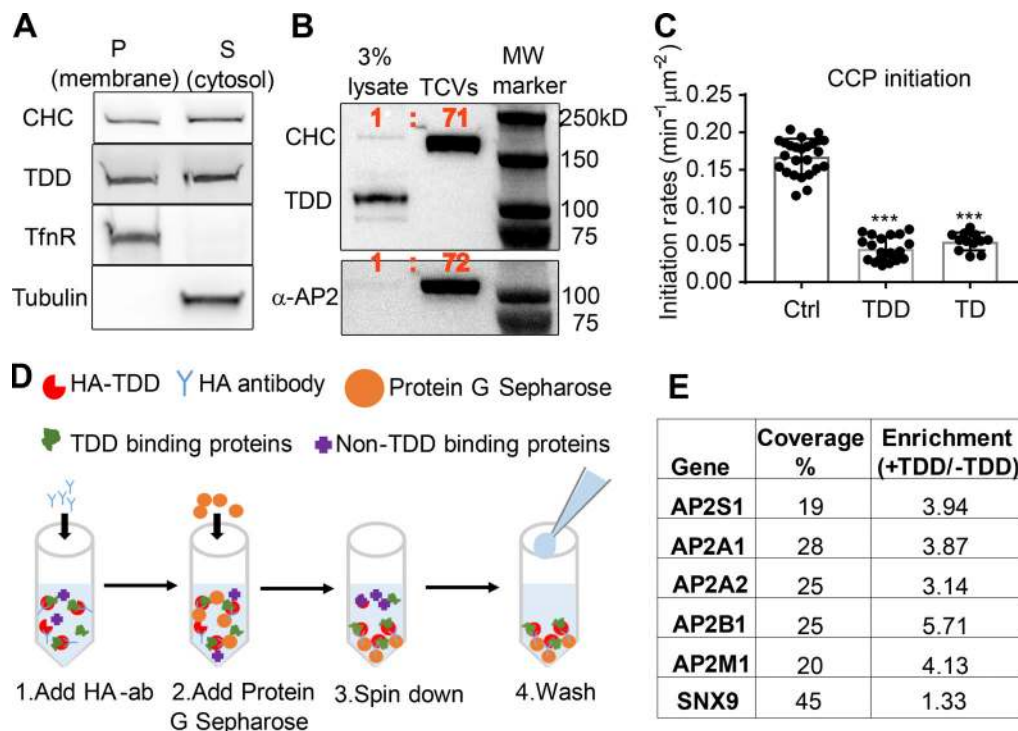 A
P
S
(membrane)
(cytosol)
CHC
TDD
TfnR
Tubulin
B
3%
lysate
TCVs
MW
marker
1 : 71
CHC
TDD
250kD
150
100
75
1 : 72
α-AP2
100
75
C
CCP initiation
Initiation rates (min⁻¹μm⁻²)
0.25
0.20
0.15
0.10
0.05
0.00
***
***
Ctrl
TDD
TD
D
HA-TDD
HA antibody
Protein G Sepharose
TDD binding proteins
Non-TDD binding proteins
1.Add HA-ab
2.Add Protein
G Sepharose
3.Spin down
4.Wash
E
Gene Coverage % Enrichment (+TDD/-TDD)
AP2S1 19 3.94
AP2A1 28 3.87
AP2A2 25 3.14
AP2B1 25 5.71
AP2M1 20 4.13
SNX9 45 1.33